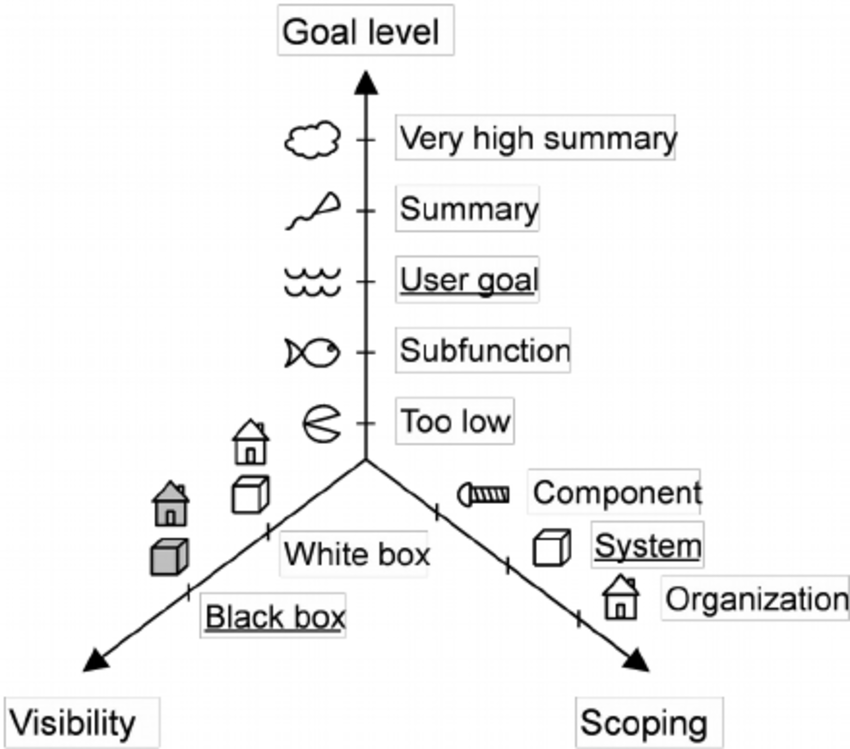 Goal level
Very high summary
Summary
User goal
Subfunction
Too low
Component
White box
System
Organization
Black box
Visibility
Scoping